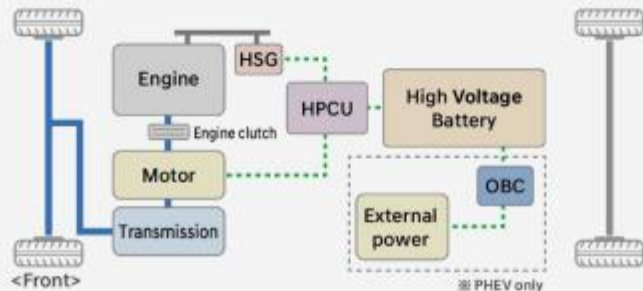 Engine
HSG
HPCU
High Voltage
Battery
Engine clutch
Motor
OBC
External
power
Transmission
<Front>
※ PHEV only